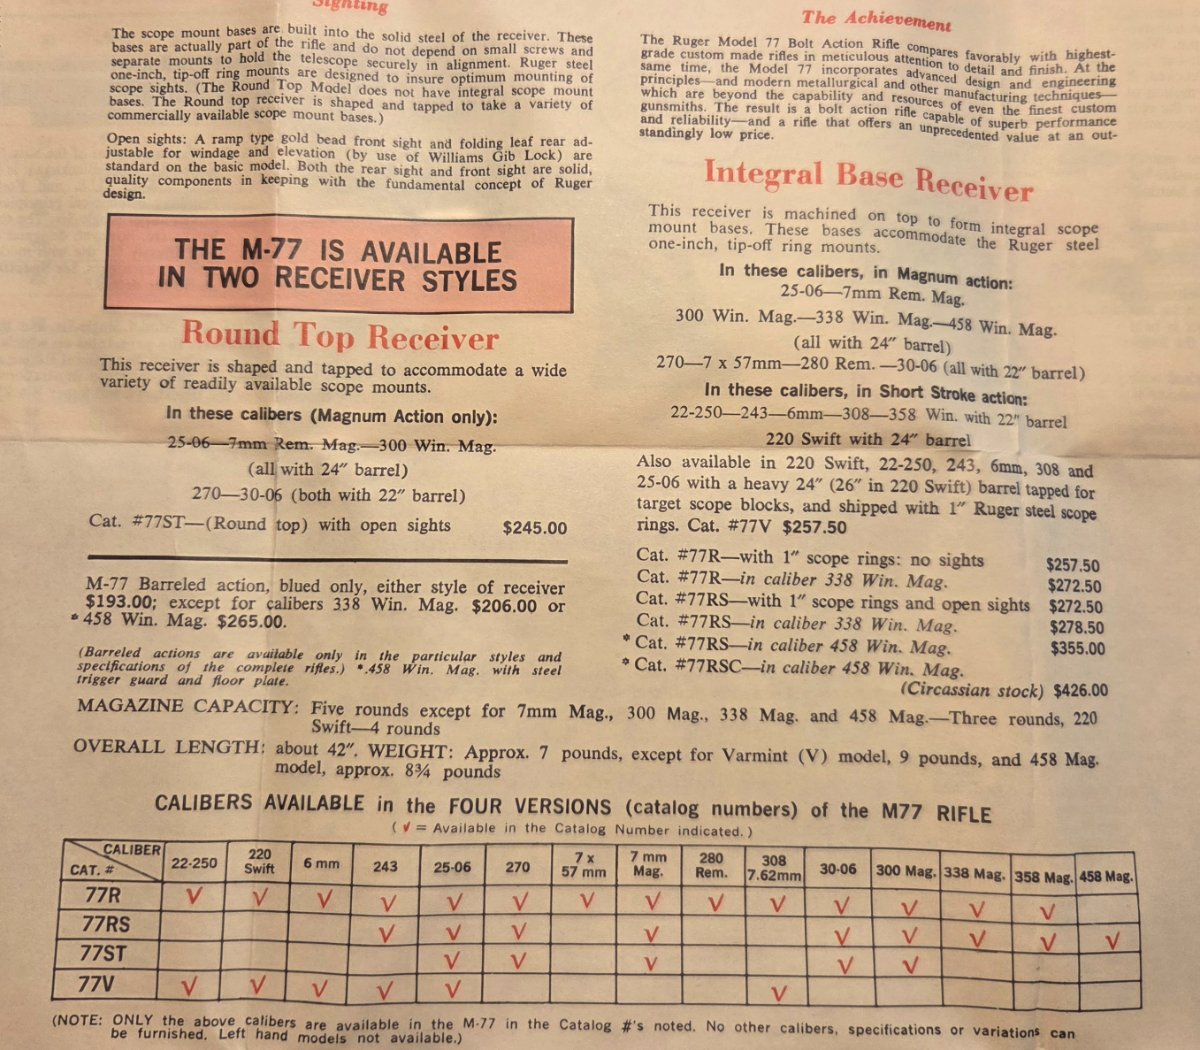 Sighting
The scope mount bases are built into the solid steel of the receiver. These
bases are actually part of the rifle and do not depend on small screws and
separate mounts to hold the telescope securely in alignment. Ruger steel
one-inch, tip-off ring mounts are designed to insure optimum mounting of
scope sights. (The Round Top Model does not have integral scope mount
bases. The Round top receiver is shaped and tapped to take a variety of
commercially available scope mount bases.)
Open sights: A ramp type gold bead front sight and folding leaf rear ad-
justable for windage and elevation (by use of Williams Gib Lock) are
standard on the basic model. Both the rear sight and front sight are solid,
quality components in keeping with the fundamental concept of Ruger
design.
THE M-77 IS AVAILABLE
IN TWO RECEIVER STYLES
Round Top Receiver
This receiver is shaped and tapped to accommodate a wide
variety of readily available scope mounts.
In these calibers (Magnum Action only):
25-06—7mm Rem. Mag.—300 Win. Mag.
(all with 24″ barrel)
270—30-06 (both with 22″ barrel)
Cat. #77ST—(Round top) with open sights $245.00
M-77 Barreled action, blued only, either style of receiver
$193.00; except for calibers 338 Win. Mag. $206.00 or
*458 Win. Mag. $265.00.
(Barreled actions are available only in the particular styles and
specifications of the complete rifles.) *.458 Win. Mag. with steel
trigger guard and floor plate.
The Achievement
The Ruger Model 77 Bolt Action Rifle compares favorably with highest-
grade custom made rifles in meticulous attention to detail and finish. At the
same time, the Model 77 incorporates advanced design and engineering
principles—and modern metallurgical and other manufacturing techniques—
which are beyond the capability and resources of even the finest custom
gunsmiths. The result is a bolt action rifle capable of superb performance
and reliability—and a rifle that offers an unprecedented value at an out-
standingly low price.
Integral Base Receiver
This receiver is machined on top to form integral scope
mount bases. These bases accommodate the Ruger steel
one-inch, tip-off ring mounts.
In these calibers, in Magnum action:
25-06—7mm Rem. Mag.
300 Win. Mag.—338 Win. Mag.—458 Win. Mag.
(all with 24″ barrel)
270—7 x 57mm—280 Rem.—30-06 (all with 22″ barrel)
In these calibers, in Short Stroke action:
22-250—243—6mm—308—358 Win. with 22″ barrel
220 Swift with 24″ barrel
Also available in 220 Swift, 22-250, 243, 6mm, 308 and
25-06 with a heavy 24″ (26″ in 220 Swift) barrel tapped for
target scope blocks, and shipped with 1″ Ruger steel scope
rings. Cat. #77V $257.50
Cat. #77R—with 1″ scope rings: no sights $257.50
Cat. #77R—in caliber 338 Win. Mag. $272.50
Cat. #77RS—with 1″ scope rings and open sights $272.50
Cat. #77RS—in caliber 338 Win. Mag. $278.50
* Cat. #77RS—in caliber 458 Win. Mag. $355.00
* Cat. #77RSC—in caliber 458 Win. Mag.
(Circassian stock) $426.00
MAGAZINE CAPACITY: Five rounds except for 7mm Mag., 300 Mag., 338 Mag. and 458 Mag.—Three rounds, 220
Swift—4 rounds
OVERALL LENGTH: about 42″. WEIGHT: Approx. 7 pounds, except for Varmint (V) model, 9 pounds, and 458 Mag.
model, approx. 8¾ pounds
CALIBERS AVAILABLE in the FOUR VERSIONS (catalog numbers) of the M77 RIFLE
(√ = Available in the Catalog Number indicated.)
CALIBER CAT. # 22-250 220 Swift 6 mm 243 25-06 270 7 x 57 mm 7 mm Mag. 280 Rem. 308 7.62mm 30-06 300 Mag. 338 Mag. 358 Mag. 458 Mag.
77R √ √ √ √ √ √ √ √ √ √ √ √ √ √
77RS √ √ √ √ √ √ √ √ √
77ST √ √ √ √ √
77V √ √ √ √ √ √
(NOTE: ONLY the above calibers are available in the M-77 in the Catalog #'s noted. No other calibers, specifications or variations can
be furnished. Left hand models not available.)